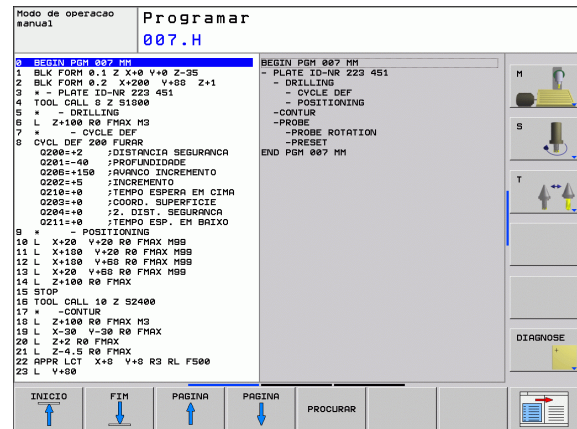 Modo de operacao
manual
Programar
007.H
0 BEGIN PGM 007 MM
1 BLK FORM 0.1 Z X+0 Y+0 Z-35
2 BLK FORM 0.2 X+200 Y+88 Z+1
3 * - PLATE ID-NR 223 451
4 TOOL CALL 8 Z S1800
5 * - DRILLING
6 L Z+100 R0 FMAX M3
7 * - CYCLE DEF
8 CYCL DEF 200 FURAR
Q200=+2 ;DISTANCIA SEGURANCA
Q201=-40 ;PROFUNDIDADE
Q206=+150 ;AVANCO INCREMENTO
Q202=+5 ;INCREMENTO
Q210=+0 ;TEMPO ESPERA EM CIMA
Q203=+0 ;COORD. SUPERFICIE
Q204=+0 ;2. DIST. SEGURANCA
Q211=+0 ;TEMPO ESP. EM BAIXO
9 * - POSITIONING
10 L X+20 Y+20 R0 FMAX M99
11 L X+180 Y+20 R0 FMAX M99
12 L X+180 Y+68 R0 FMAX M99
13 L X+20 Y+68 R0 FMAX M99
14 L Z+100 R0 FMAX
15 STOP
16 TOOL CALL 10 Z S2400
17 * -CONTUR
18 L Z+100 R0 FMAX M3
19 L X-30 Y-30 R0 FMAX
20 L Z+2 R0 FMAX
21 L Z-4.5 R0 FMAX
22 APPR LCT X+8 Y+8 R3 RL F500
23 L Y+80
BEGIN PGM 007 MM
- PLATE ID-NR 223 451
- DRILLING
- CYCLE DEF
- POSITIONING
-CONTUR
-PROBE
-PROBE ROTATION
-PRESET
END PGM 007 MM
M
S
T
DIAGNOSE
INICIO
FIM
PAGINA
PAGINA
PROCURAR